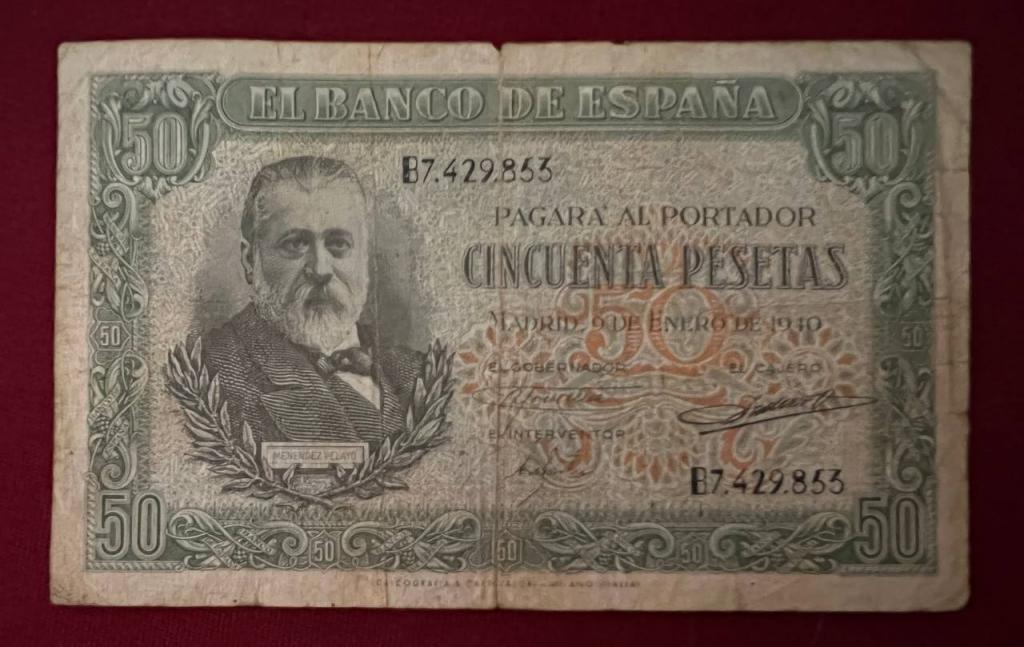 50 EL BANCO DE ESPAÑA 50
B7.429.853
PAGARÁ AL PORTADOR
CINCUENTA PESETAS
50
MADRID, 9 DE ENERO DE 1940
50 50
EL GOBERNADOR EL CAJERO
EL INTERVENTOR
MENENDEZ PELAYO
B7.429.853
50 50 50 50 50